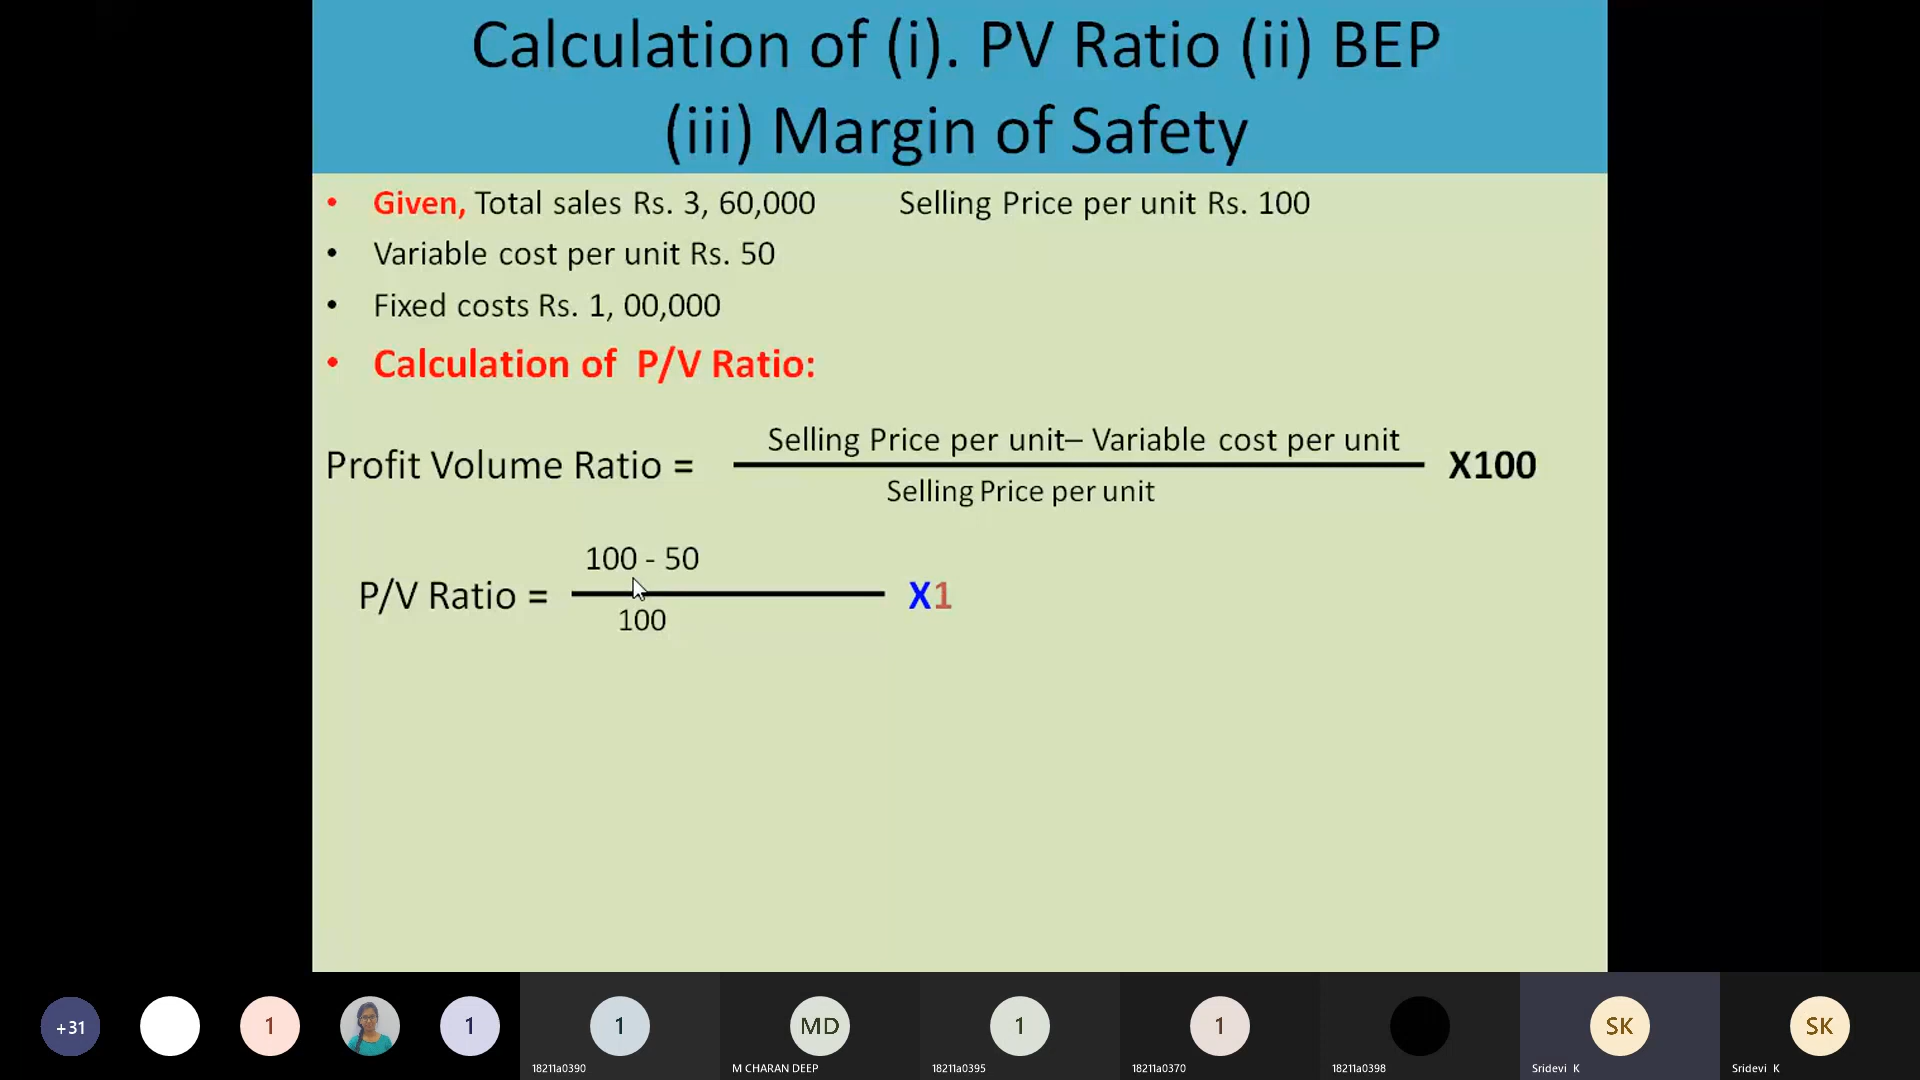 Calculation of (i). PV Ratio (ii) BEP
(iii) Margin of Safety
• Given, Total sales Rs. 3, 60,000 Selling Price per unit Rs. 100
• Variable cost per unit Rs. 50
• Fixed costs Rs. 1, 00,000
• Calculation of P/V Ratio:
Selling Price per unit– Variable cost per unit
Profit Volume Ratio = X100
Selling Price per unit
100 - 50
P/V Ratio = X1
100
+31
1
1
1
MD
1
1
SK
SK
18211a0390
M CHARAN DEEP
18211a0395
18211a0370
18211a0398
Sridevi K
Sridevi K